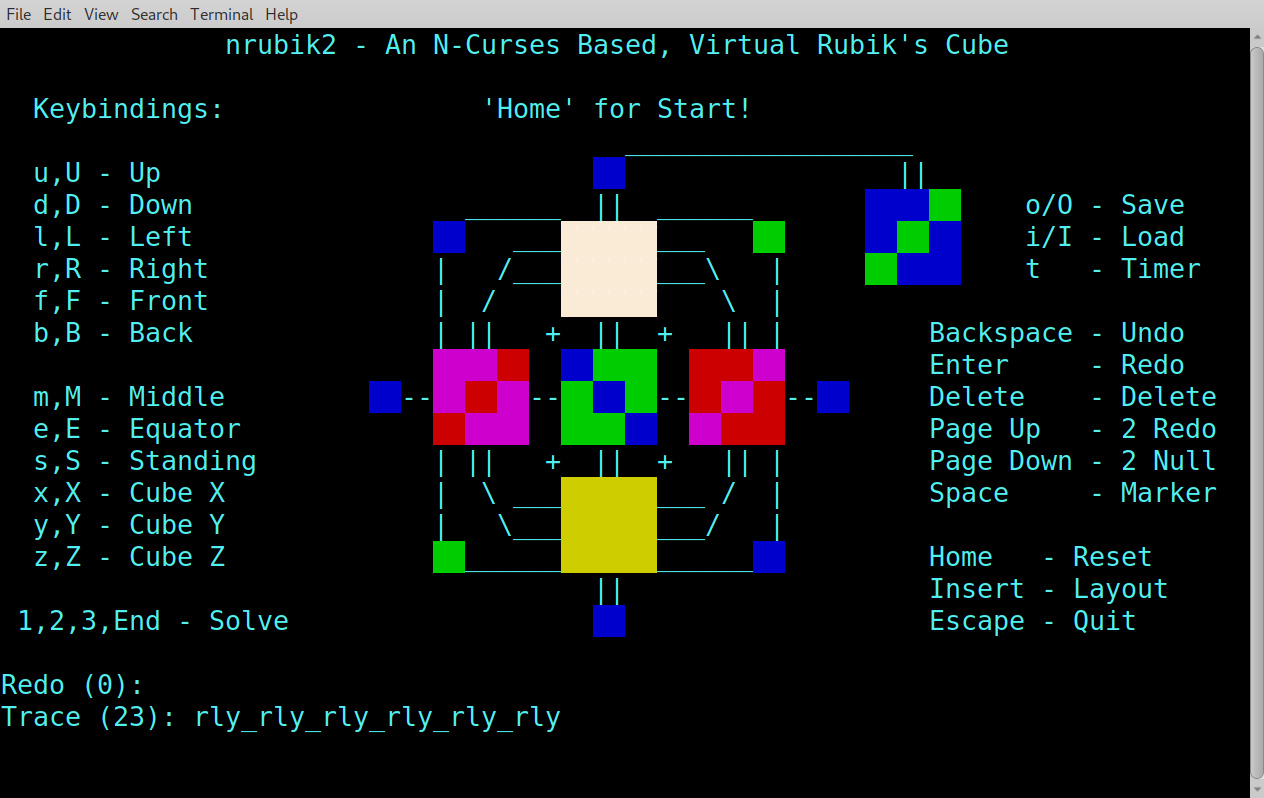 File Edit View Search Terminal Help
nrubik2 - An N-Curses Based, Virtual Rubik's Cube
Keybindings: 'Home' for Start!
u,U - Up
d,D - Down o/O - Save
l,L - Left i/I - Load
r,R - Right t - Timer
f,F - Front
b,B - Back Backspace - Undo
Enter - Redo
m,M - Middle Delete - Delete
e,E - Equator Page Up - 2 Redo
s,S - Standing Page Down - 2 Null
x,X - Cube X Space - Marker
y,Y - Cube Y
z,Z - Cube Z Home - Reset
Insert - Layout
1,2,3,End - Solve Escape - Quit
Redo (0):
Trace (23): rly_rly_rly_rly_rly_rly